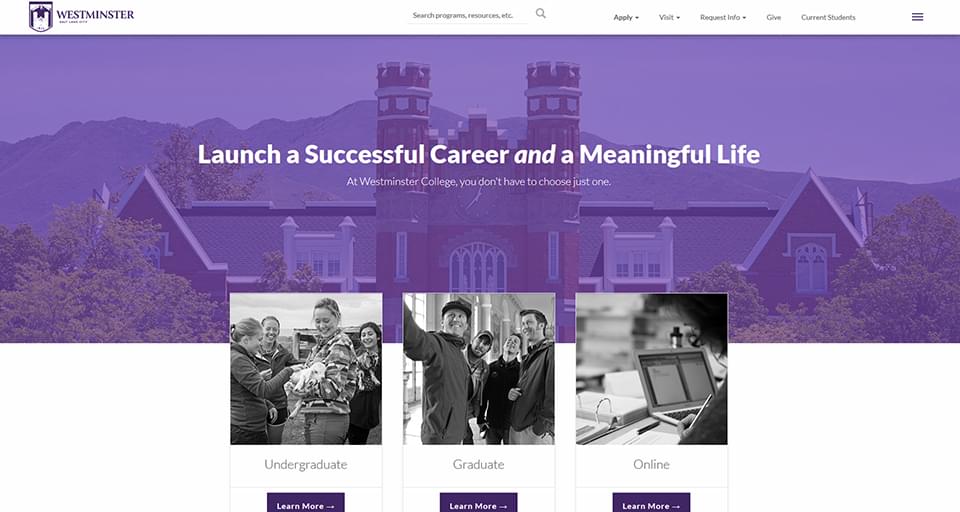 WESTMINSTER
SALT LAKE CITY
Search programs, resources, etc.
Apply
Visit
Request Info
Give
Current Students
Launch a Successful Career and a Meaningful Life
At Westminster College, you don't have to choose just one.
Undergraduate
Graduate
Online
Learn More →
Learn More →
Learn More →